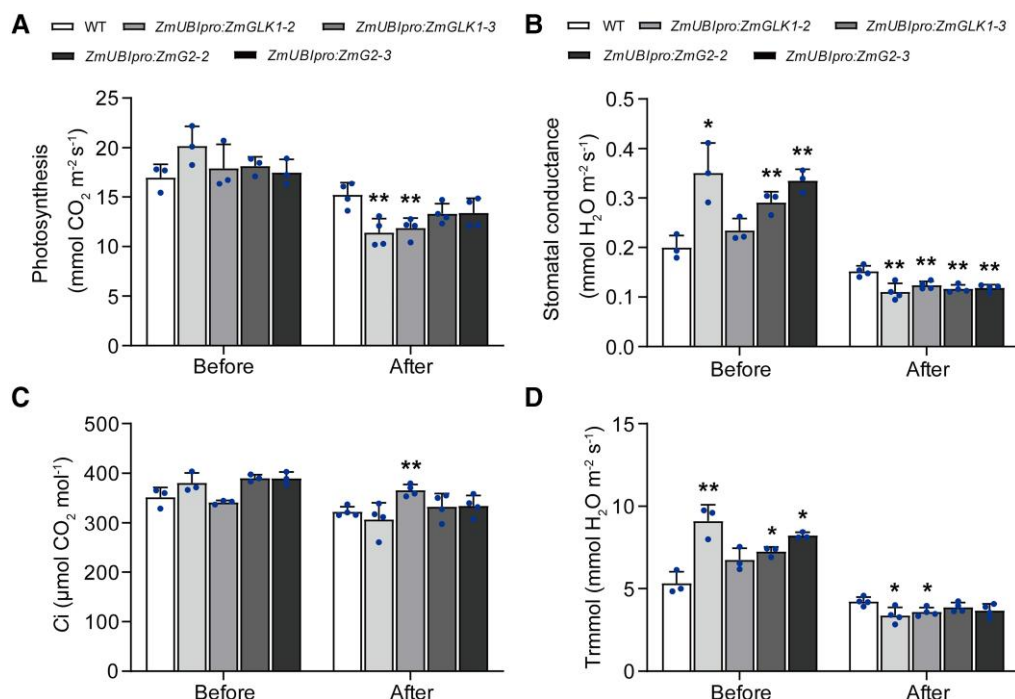 A
WT ZmUBIpro:ZmGLK1-2 ZmUBIpro:ZmGLK1-3
ZmUBIpro:ZmG2-2 ZmUBIpro:ZmG2-3
Photosynthesis
(mmol CO₂ m⁻² s⁻¹)
25
20
15
10
5
0
** **
Before After
B
WT ZmUBIpro:ZmGLK1-2 ZmUBIpro:ZmGLK1-3
ZmUBIpro:ZmG2-2 ZmUBIpro:ZmG2-3
Stomatal conductance
(mmol H₂O m⁻² s⁻¹)
0.5
0.4
0.3
0.2
0.1
0.0
* ** **
** ** ** **
Before After
C
Ci (µmol CO₂ mol⁻¹)
500
400
300
200
100
0
**
Before After
D
Trmmol (mmol H₂O m⁻² s⁻¹)
15
10
5
0
** * *
* *
Before After